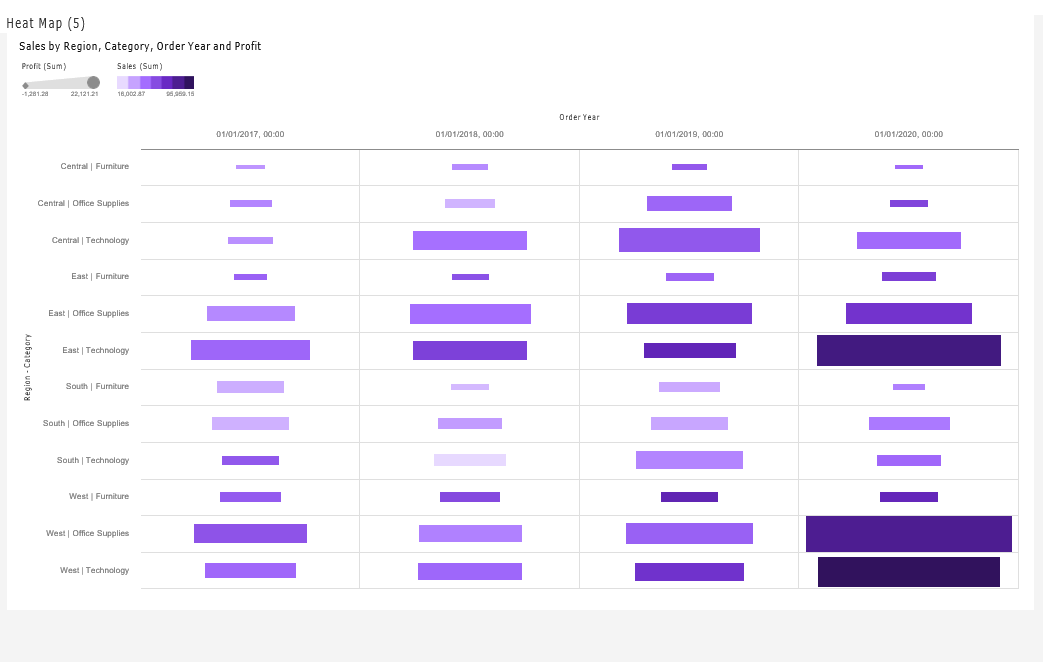 Heat Map (5)
Sales by Region, Category, Order Year and Profit
Profit (Sum)
Sales (Sum)
-1,281.28
22,121.21
16,002.87
95,959.15
Order Year
01/01/2017, 00:00
01/01/2018, 00:00
01/01/2019, 00:00
01/01/2020, 00:00
Region - Category
Central | Furniture
Central | Office Supplies
Central | Technology
East | Furniture
East | Office Supplies
East | Technology
South | Furniture
South | Office Supplies
South | Technology
West | Furniture
West | Office Supplies
West | Technology